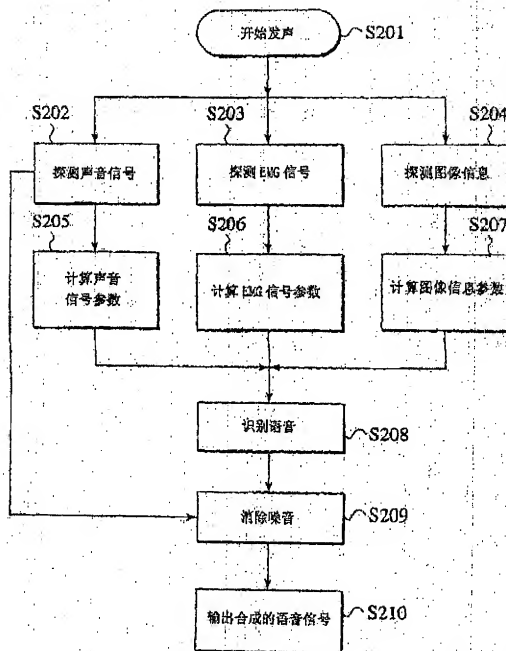 开始发声
S201
S202
S203
S204
探测声音信号
探测EMG信号
探测图像信息
S205
S206
S207
计算声音
信号参数
计算EMG信号参数
计算图像信息参数
识别语音
S208
消除噪音
S209
输出合成的语音信号
S210